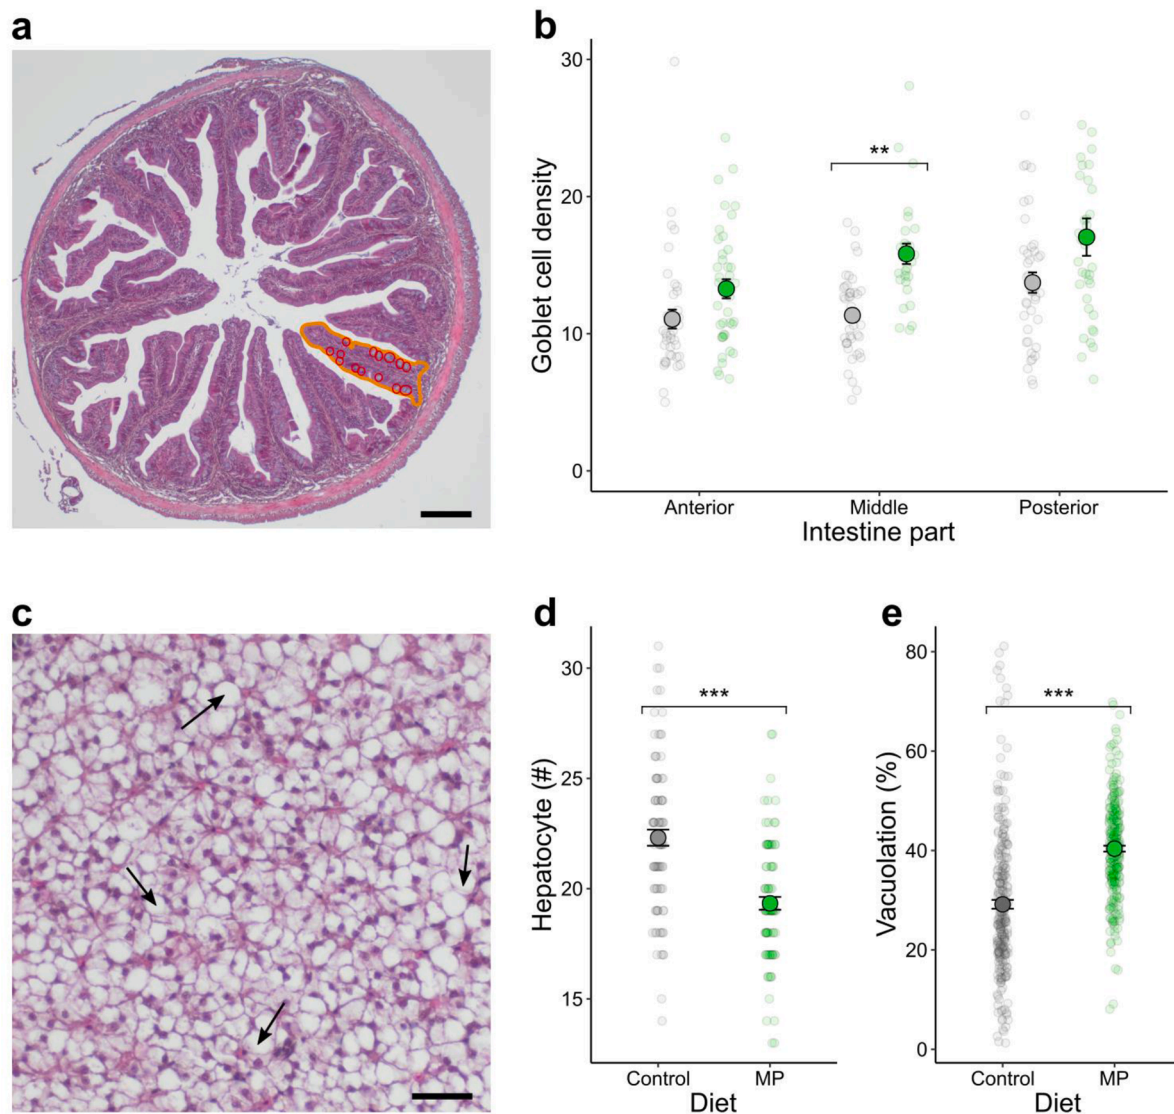 a
b
30
20
10
0
Goblet cell density
**
Anterior
Middle
Posterior
Intestine part
c
d
30
25
20
15
Hepatocyte (#)
***
Control
MP
Diet
e
80
60
40
20
0
Vacuolation (%)
***
Control
MP
Diet